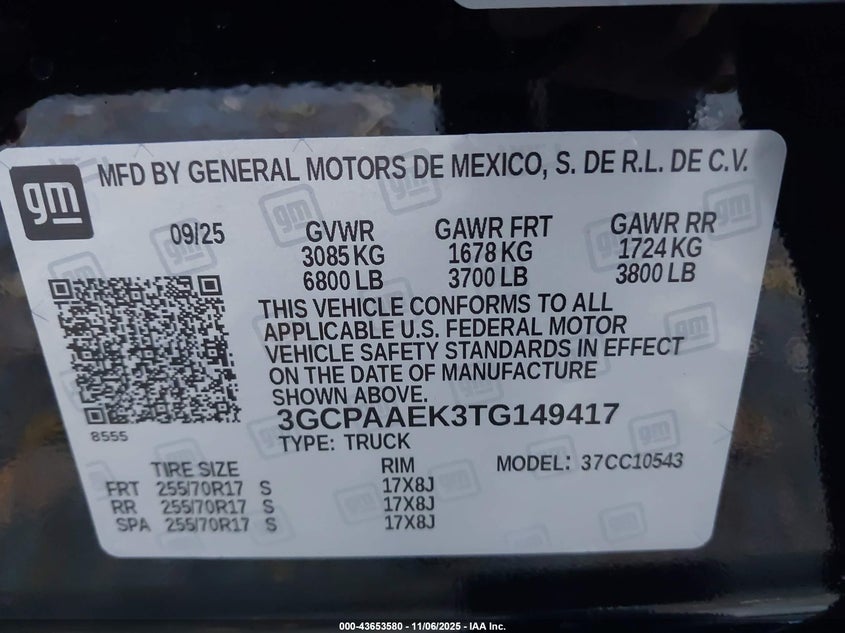 gm
MFD BY GENERAL MOTORS DE MEXICO, S. DE R.L. DE C.V.
09/25 GVWR GAWR FRT GAWR RR
3085 KG 1678 KG 1724 KG
6800 LB 3700 LB 3800 LB
THIS VEHICLE CONFORMS TO ALL
APPLICABLE U.S. FEDERAL MOTOR
VEHICLE SAFETY STANDARDS IN EFFECT
ON THE DATE OF MANUFACTURE
SHOWN ABOVE.
3GCPAAEK3TG149417
8555
TYPE: TRUCK
TIRE SIZE RIM MODEL: 37CC10543
FRT 255/70R17 S 17X8J
RR 255/70R17 S 17X8J
SPA 255/70R17 S 17X8J
000-43653580 - 11/06/2025 - IAA Inc.